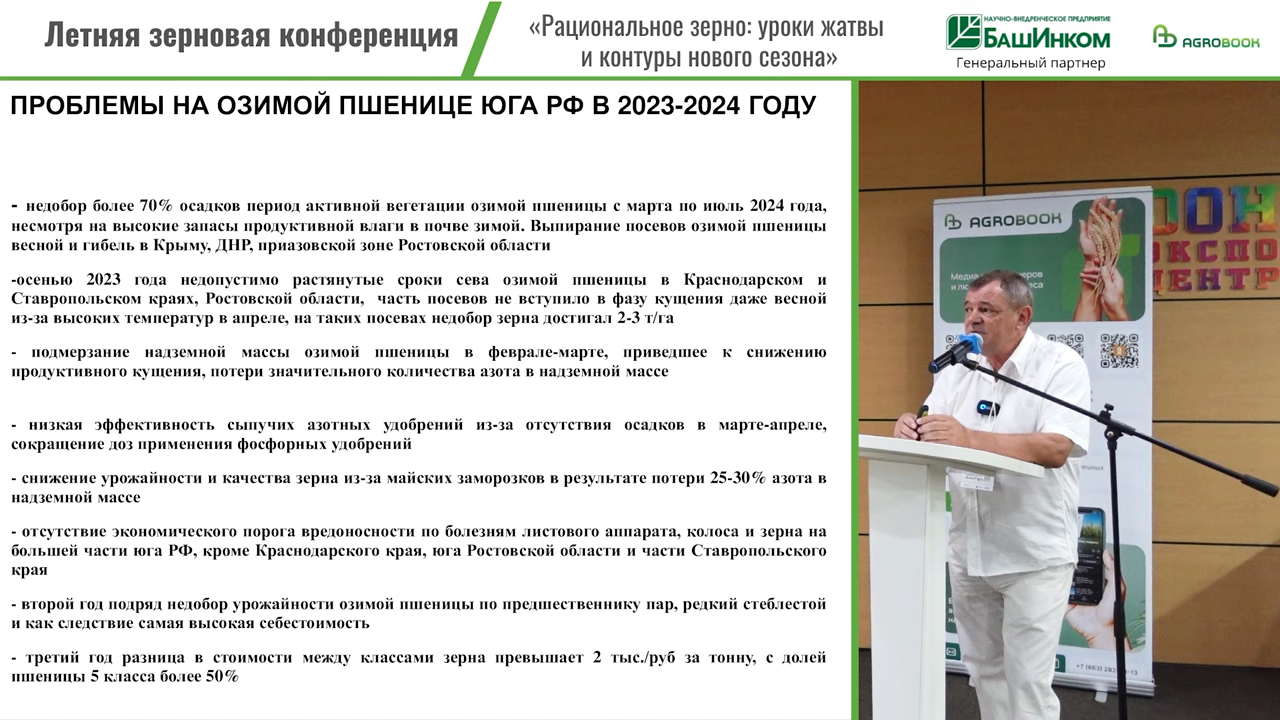 Летняя зерновая конференция
«Рациональное зерно: уроки жатвы
и контуры нового сезона»
НАУЧНО-ВНЕДРЕНЧЕСКОЕ ПРЕДПРИЯТИЕ
БашИнком
Генеральный партнер
AGROBOOK
ПРОБЛЕМЫ НА ОЗИМОЙ ПШЕНИЦЕ ЮГА РФ В 2023-2024 ГОДУ
- недобор более 70% осадков период активной вегетации озимой пшеницы с марта по июль 2024 года,
несмотря на высокие запасы продуктивной влаги в почве зимой. Выпирание посевов озимой пшеницы
весной и гибель в Крыму, ДНР, приазовской зоне Ростовской области
-осенью 2023 года недопустимо растянутые сроки сева озимой пшеницы в Краснодарском и
Ставропольском краях, Ростовской области, часть посевов не вступило в фазу кущения даже весной
из-за высоких температур в апреле, на таких посевах недобор зерна достигал 2-3 т/га
- подмерзание надземной массы озимой пшеницы в феврале-марте, приведшее к снижению
продуктивного кущения, потери значительного количества азота в надземной массе
- низкая эффективность сыпучих азотных удобрений из-за отсутствия осадков в марте-апреле,
сокращение доз применения фосфорных удобрений
- снижение урожайности и качества зерна из-за майских заморозков в результате потери 25-30% азота в
надземной массе
- отсутствие экономического порога вредоносности по болезням листового аппарата, колоса и зерна на
большей части юга РФ, кроме Краснодарского края, юга Ростовской области и части Ставропольского
края
- второй год подряд недобор урожайности озимой пшеницы по предшественнику пар, редкий стеблестой
и как следствие самая высокая себестоимость
- третий год разница в стоимости между классами зерна превышает 2 тыс./руб за тонну, с долей
пшеницы 5 класса более 50%
AGROBOOK
ДОН
ЭКСПО
ЦЕНТР